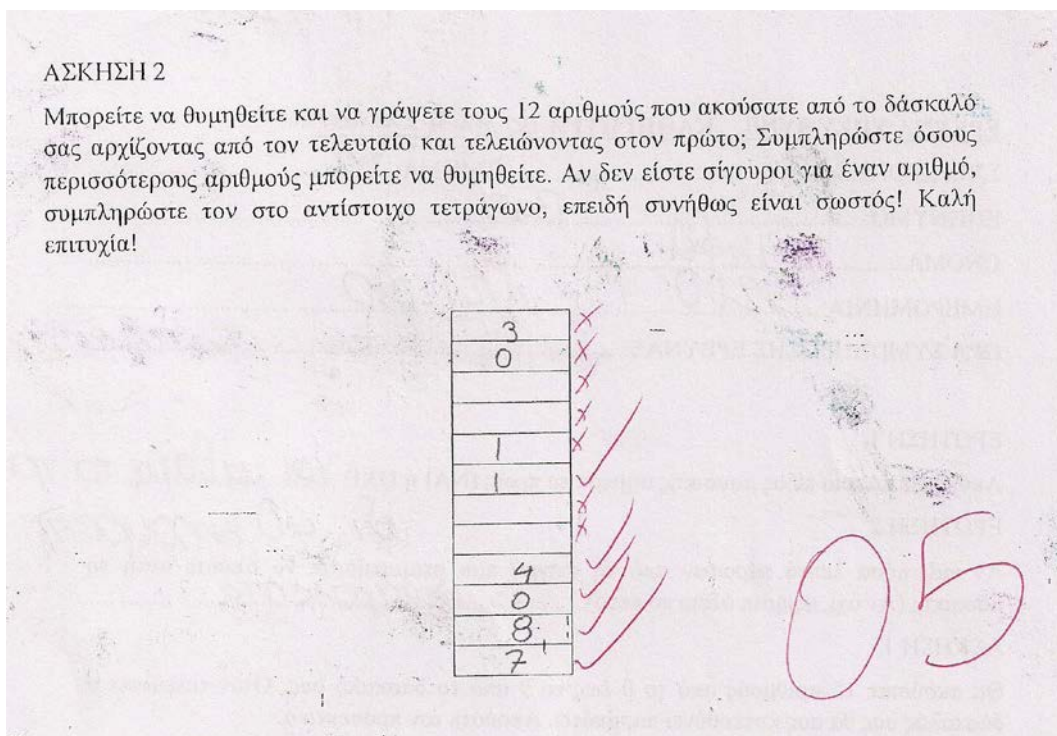 ΑΣΚΗΣΗ 2
Μπορείτε να θυμηθείτε και να γράψετε τους 12 αριθμούς που ακούσατε από το δάσκαλό
σας αρχίζοντας από τον τελευταίο και τελειώνοντας στον πρώτο; Συμπληρώστε όσους
περισσότερους αριθμούς μπορείτε να θυμηθείτε. Αν δεν είστε σίγουροι για έναν αριθμό,
συμπληρώστε τον στο αντίστοιχο τετράγωνο, επειδή συνήθως είναι σωστός! Καλή
επιτυχία!
3
0
1
1
4
0
8
7
05